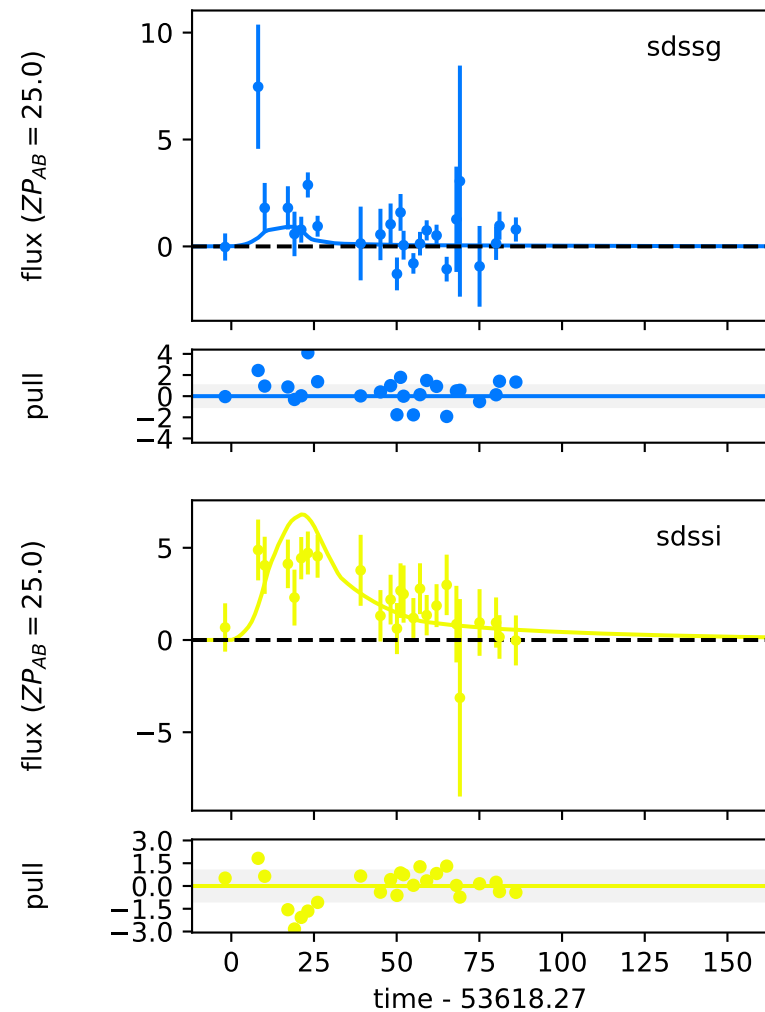 sdssg
flux (ZP_AB = 25.0)
10
5
0
pull
4
2
0
−2
−4
sdssi
flux (ZP_AB = 25.0)
5
0
−5
pull
3.0
1.5
0.0
−1.5
−3.0
0 25 50 75 100 125 150
time - 53618.27